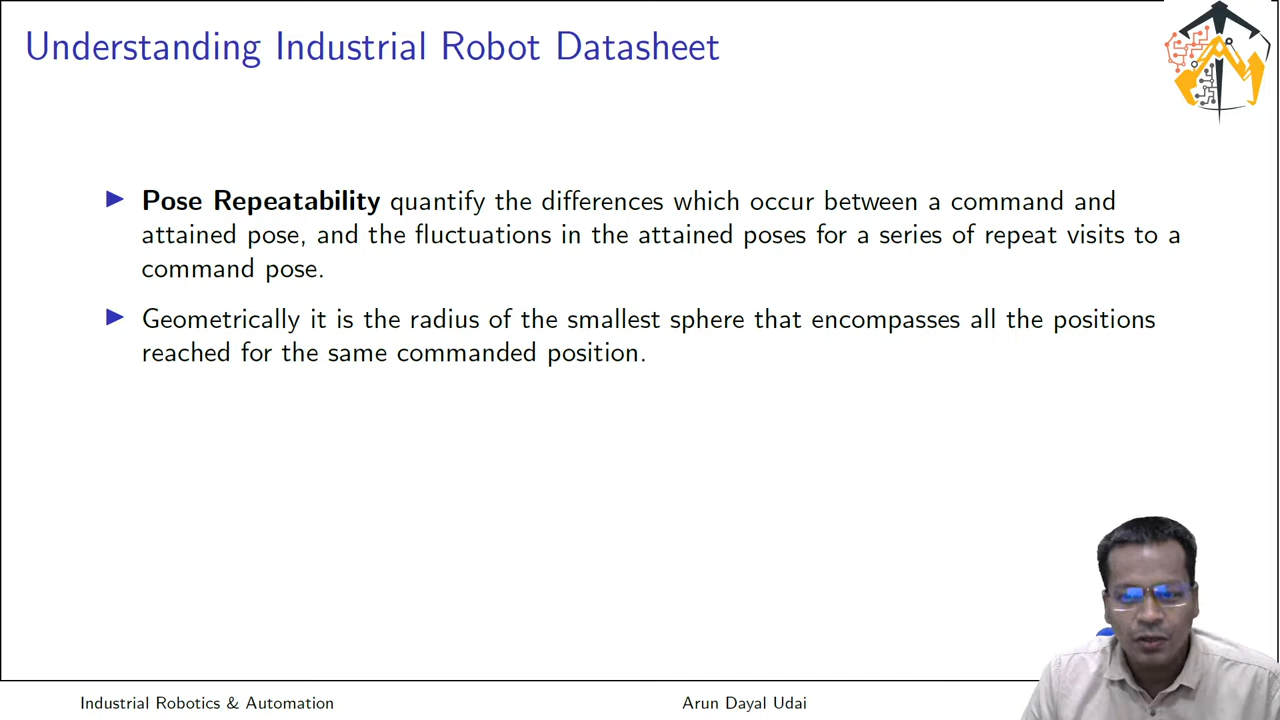 Understanding Industrial Robot Datasheet
Pose Repeatability quantify the differences which occur between a command and
attained pose, and the fluctuations in the attained poses for a series of repeat visits to a
command pose.
Geometrically it is the radius of the smallest sphere that encompasses all the positions
reached for the same commanded position.
Industrial Robotics & Automation
Arun Dayal Udai